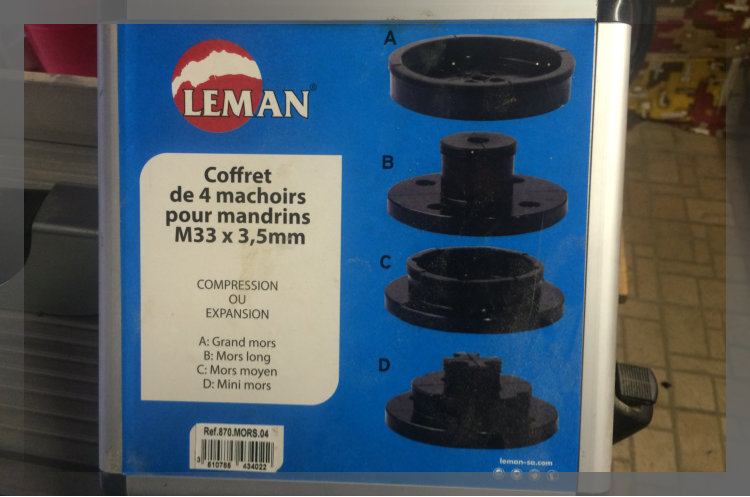 LEMAN®
Coffret
de 4 machoirs
pour mandrins
M33 x 3,5mm
COMPRESSION
OU
EXPANSION
A: Grand mors
B: Mors long
C: Mors moyen
D: Mini mors
Ref.870.MORS.04
3 510755 434022
A
B
C
D
leman-sa.com